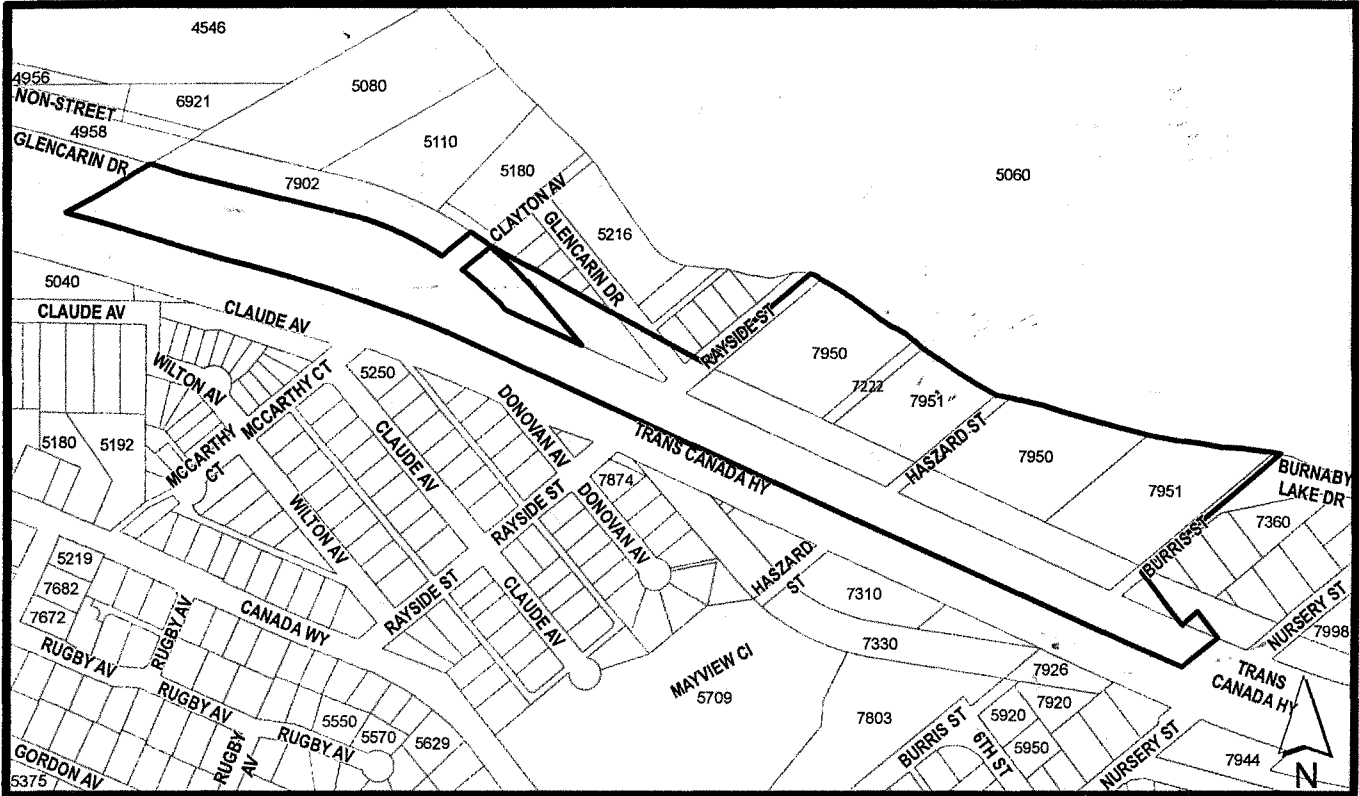 4546
4956
NON-STREET
6921
5080
4958
GLENCARIN DR
5110
5180
7902
CLAYTON AV
GLENCARIN DR
5216
5060
5040
CLAUDE AV
CLAUDE AV
RAYSIDE ST
7950
7222
7951
HASZARD ST
7950
7951
BURNABY
LAKE DR
7360
BURRIS ST
NURSERY ST
7998
WILTON AV
MCCARTHY CT
5250
DONOVAN AV
TRANS CANADA HY
5180
5192
MCCARTHY
CT
CLAUDE AV
7874
WILTON AV
RAYSIDE ST
DONOVAN AV
HASZARD
ST
5219
7682
7672
RUGBY AV
CANADA WY
RAYSIDE ST
CLAUDE AV
7310
7330
MAYVIEW CI
5709
7926
7920
TRANS
CANADA HY
RUGBY AV
RUGBY AV
5550
5570
5629
RUGBY AV
RUGBY
AV
7803
BURRIS ST
5920
6TH ST
5950
NURSERY ST
7944
GORDON AV
5375
N